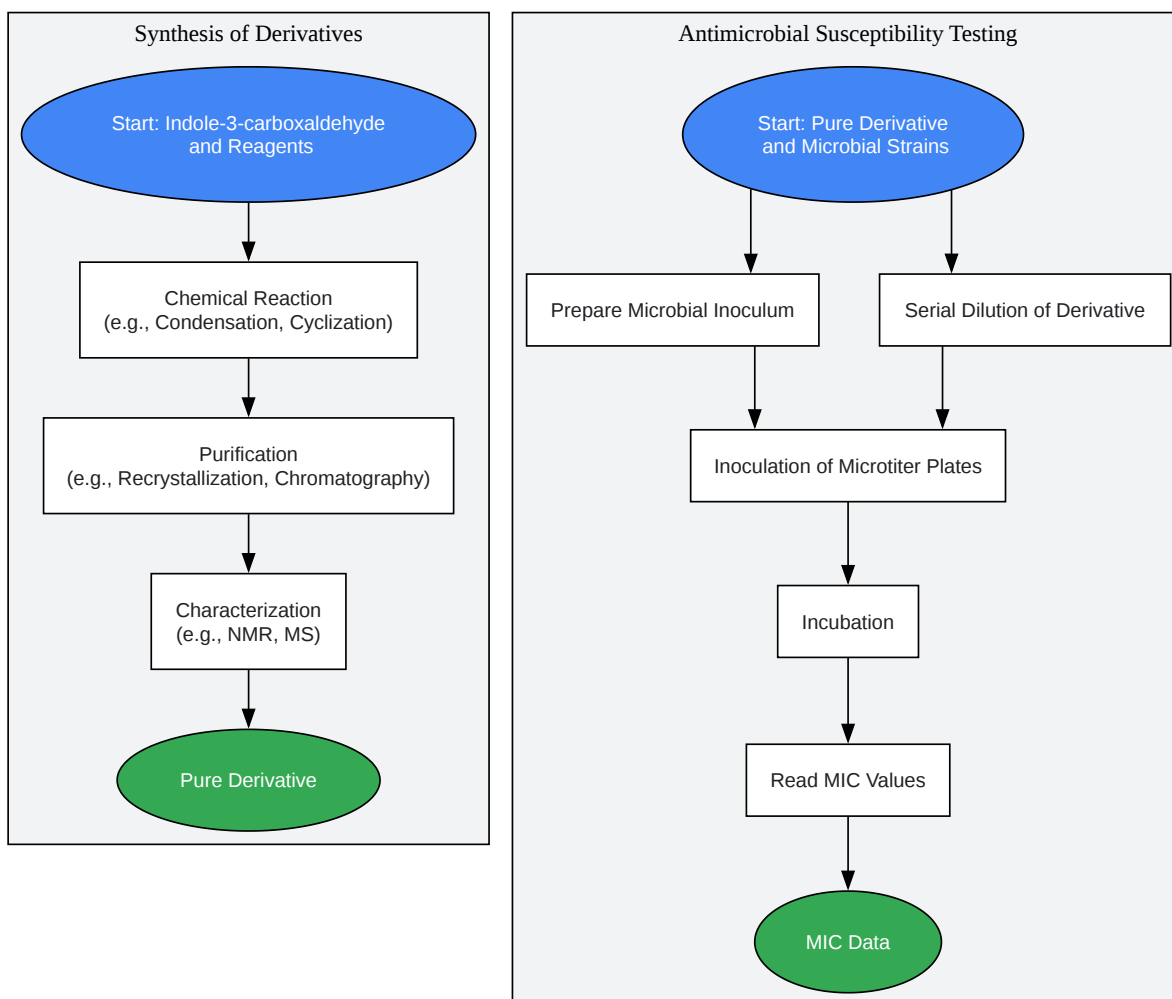 Synthesis of Derivatives
Start: Indole-3-carboxaldehyde
and Reagents
Chemical Reaction
(e.g., Condensation, Cyclization)
Purification
(e.g., Recrystallization, Chromatography)
Characterization
(e.g., NMR, MS)
Pure Derivative
Antimicrobial Susceptibility Testing
Start: Pure Derivative
and Microbial Strains
Prepare Microbial Inoculum
Serial Dilution of Derivative
Inoculation of Microtiter Plates
Incubation
Read MIC Values
MIC Data